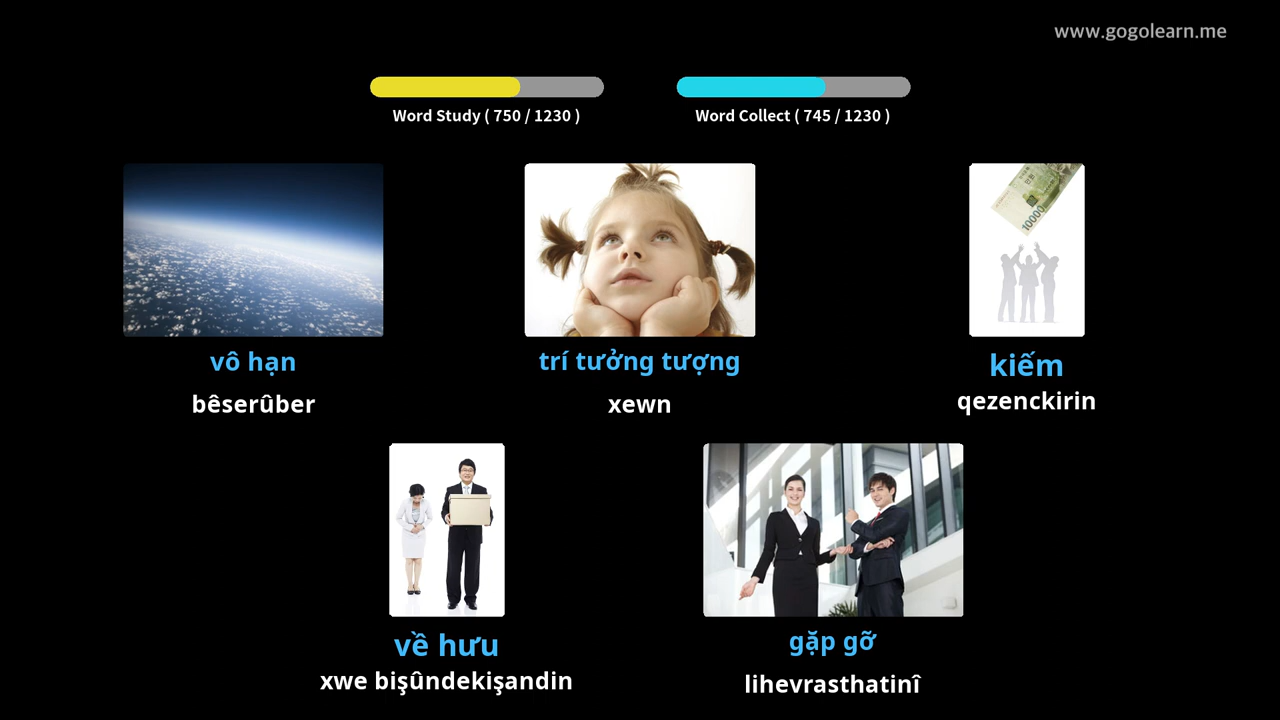 www.gogolearn.me
Word Study ( 750 / 1230 )
Word Collect ( 745 / 1230 )
10000
vô hạn
trí tưởng tượng
kiếm
bêserûber
xewn
qezenckirin
về hưu
gặp gỡ
xwe bişûndekişandin
lihevrasthatinî